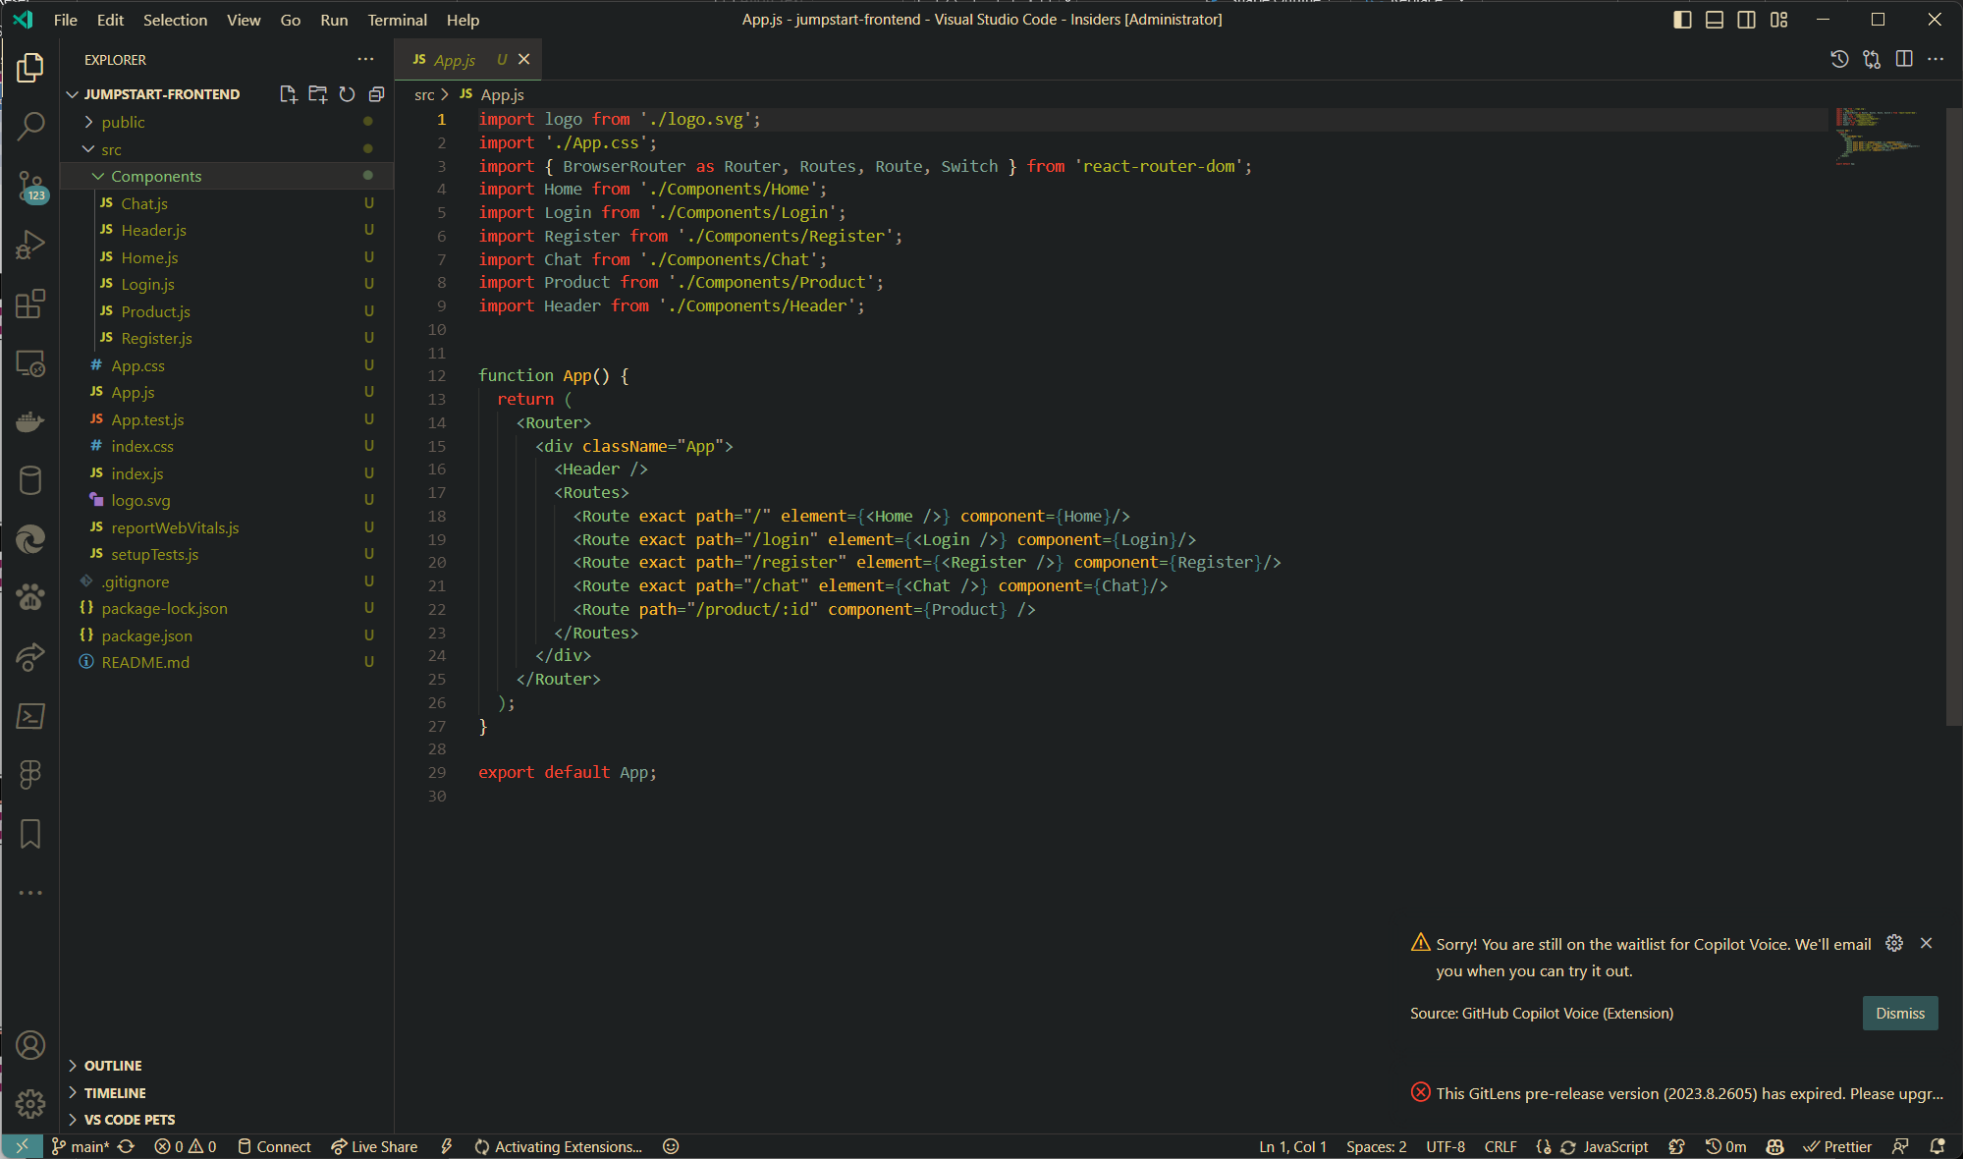 File Edit Selection View Go Run Terminal Help
App.js - jumpstart-frontend - Visual Studio Code - Insiders [Administrator]
EXPLORER
JUMPSTART-FRONTEND
public
src
Components
JS Chat.js U
JS Header.js U
JS Home.js U
JS Login.js U
JS Product.js U
JS Register.js U
# App.css U
JS App.js U
JS App.test.js U
# index.css U
JS index.js U
logo.svg U
JS reportWebVitals.js U
JS setupTests.js U
.gitignore U
{} package-lock.json U
{} package.json U
README.md U
123
OUTLINE
TIMELINE
VS CODE PETS
JS App.js U
src > JS App.js
1 import logo from './logo.svg';
2 import './App.css';
3 import { BrowserRouter as Router, Routes, Route, Switch } from 'react-router-dom';
4 import Home from './Components/Home';
5 import Login from './Components/Login';
6 import Register from './Components/Register';
7 import Chat from './Components/Chat';
8 import Product from './Components/Product';
9 import Header from './Components/Header';
10
11
12 function App() {
13 return (
14 <Router>
15 <div className="App">
16 <Header />
17 <Routes>
18 <Route exact path="/" element={<Home />} component={Home}/>
19 <Route exact path="/login" element={<Login />} component={Login}/>
20 <Route exact path="/register" element={<Register />} component={Register}/>
21 <Route exact path="/chat" element={<Chat />} component={Chat}/>
22 <Route path="/product/:id" component={Product} />
23 </Routes>
24 </div>
25 </Router>
26 );
27 }
28
29 export default App;
30
Sorry! You are still on the waitlist for Copilot Voice. We'll email
you when you can try it out.
Source: GitHub Copilot Voice (Extension)
Dismiss
This GitLens pre-release version (2023.8.2605) has expired. Please upgr...
main* 0 0 Connect Live Share Activating Extensions... Ln 1, Col 1 Spaces: 2 UTF-8 CRLF JavaScript 0m Prettier